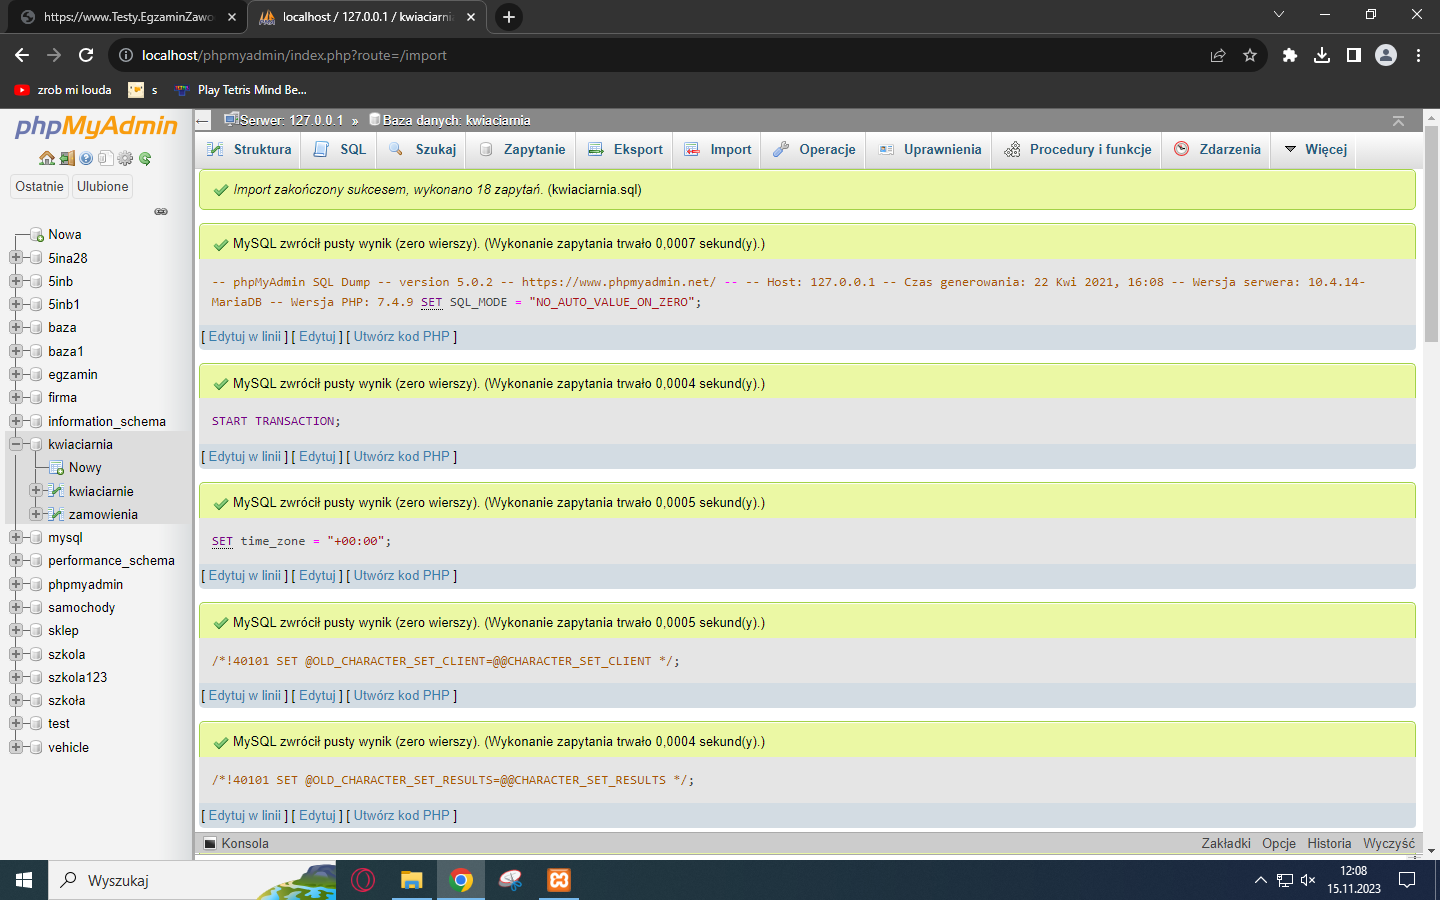 https://www.Testy.EgzaminZawo
localhost / 127.0.0.1 / kwiaciarni
localhost/phpmyadmin/index.php?route=/import
zrob mi louda
s
Play Tetris Mind Be...
phpMyAdmin
Serwer: 127.0.0.1 » Baza danych: kwiaciarnia
Struktura SQL Szukaj Zapytanie Eksport Import Operacje Uprawnienia Procedury i funkcje Zdarzenia Więcej
Ostatnie Ulubione
Nowa
5ina28
5inb
5inb1
baza
baza1
egzamin
firma
information_schema
kwiaciarnia
Nowy
kwiaciarnie
zamowienia
mysql
performance_schema
phpmyadmin
samochody
sklep
szkola
szkola123
szkoła
test
vehicle
Import zakończony sukcesem, wykonano 18 zapytań. (kwiaciarnia.sql)
MySQL zwrócił pusty wynik (zero wierszy). (Wykonanie zapytania trwało 0,0007 sekund(y).)
-- phpMyAdmin SQL Dump -- version 5.0.2 -- https://www.phpmyadmin.net/ -- -- Host: 127.0.0.1 -- Czas generowania: 22 Kwi 2021, 16:08 -- Wersja serwera: 10.4.14-
MariaDB -- Wersja PHP: 7.4.9 SET SQL_MODE = "NO_AUTO_VALUE_ON_ZERO";
[ Edytuj w linii ] [ Edytuj ] [ Utwórz kod PHP ]
MySQL zwrócił pusty wynik (zero wierszy). (Wykonanie zapytania trwało 0,0004 sekund(y).)
START TRANSACTION;
[ Edytuj w linii ] [ Edytuj ] [ Utwórz kod PHP ]
MySQL zwrócił pusty wynik (zero wierszy). (Wykonanie zapytania trwało 0,0005 sekund(y).)
SET time_zone = "+00:00";
[ Edytuj w linii ] [ Edytuj ] [ Utwórz kod PHP ]
MySQL zwrócił pusty wynik (zero wierszy). (Wykonanie zapytania trwało 0,0005 sekund(y).)
/*!40101 SET @OLD_CHARACTER_SET_CLIENT=@@CHARACTER_SET_CLIENT */;
[ Edytuj w linii ] [ Edytuj ] [ Utwórz kod PHP ]
MySQL zwrócił pusty wynik (zero wierszy). (Wykonanie zapytania trwało 0,0004 sekund(y).)
/*!40101 SET @OLD_CHARACTER_SET_RESULTS=@@CHARACTER_SET_RESULTS */;
[ Edytuj w linii ] [ Edytuj ] [ Utwórz kod PHP ]
Konsola
Zakładki Opcje Historia Wyczyść
Wyszukaj
12:08
15.11.2023